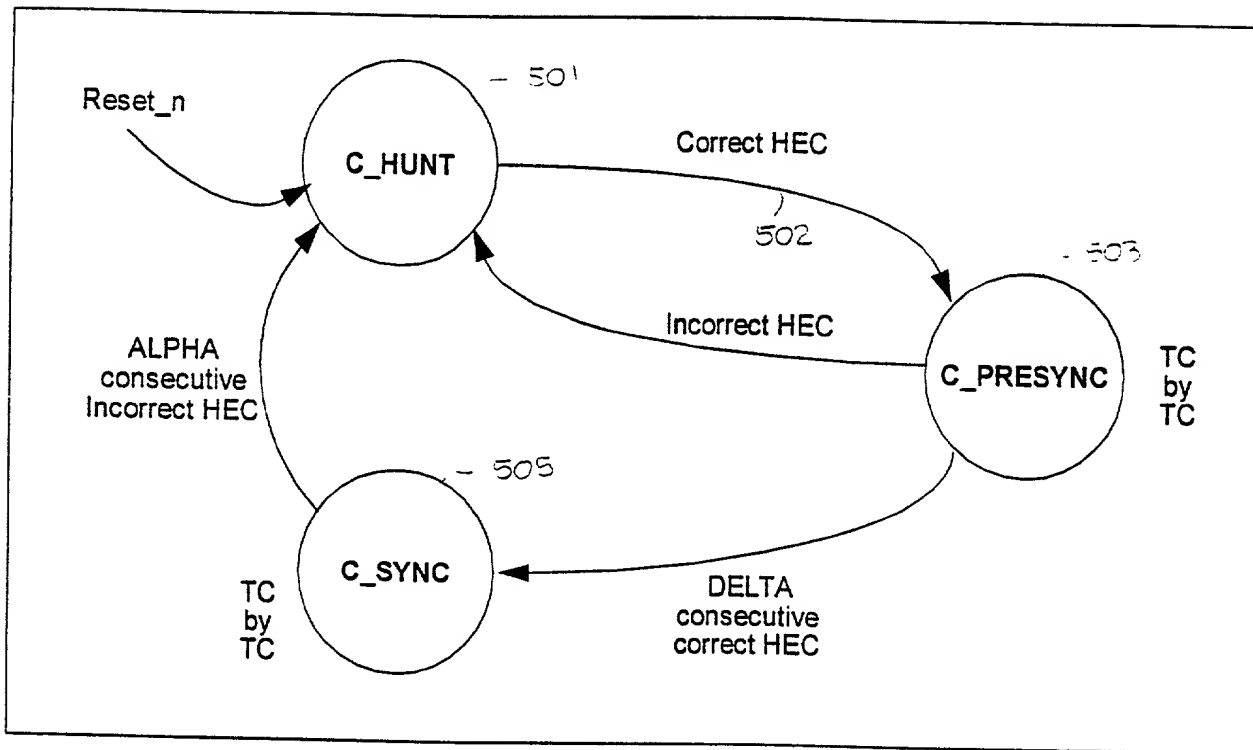 - 501
Reset_n
C_HUNT
Correct HEC
502
- 503
Incorrect HEC
C_PRESYNC
TC
by
TC
ALPHA
consecutive
Incorrect HEC
- 505
C_SYNC
TC
by
TC
DELTA
consecutive
correct HEC